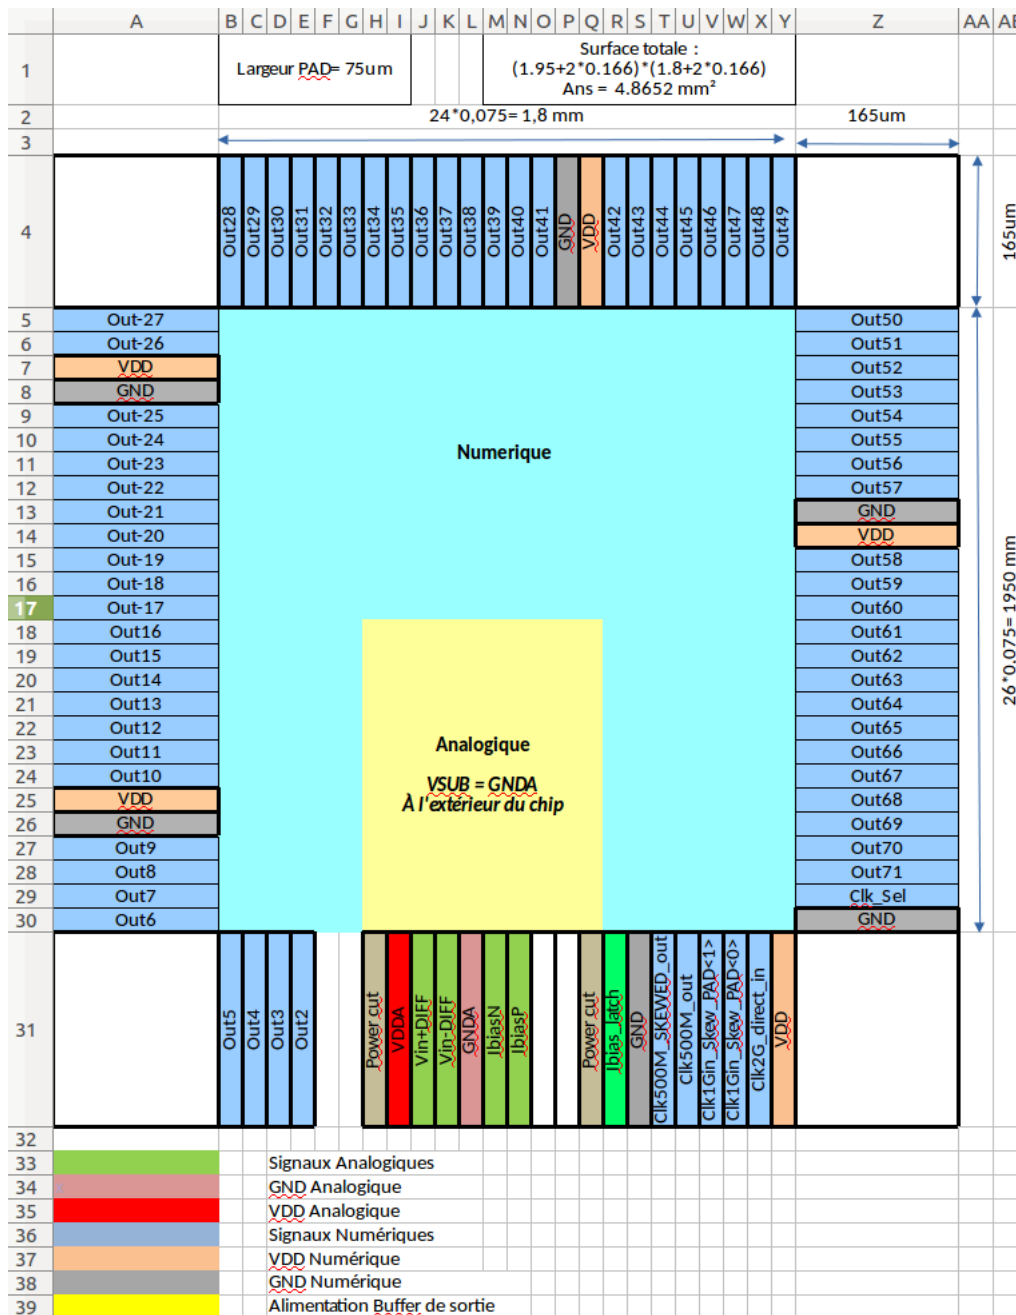 A B C D E F G H I J K L M N O P Q R S T U V W X Y Z AA AB
1
Largeur PAD= 75um
Surface totale :
(1.95+2*0.166)*(1.8+2*0.166)
Ans = 4.8652 mm²
2
24*0,075= 1,8 mm
165um
3
4
Out28
Out29
Out30
Out31
Out32
Out33
Out34
Out35
Out36
Out37
Out38
Out39
Out40
Out41
GND
VDD
Out42
Out43
Out44
Out45
Out46
Out47
Out48
Out49
165um
5 Out-27 Out50
6 Out-26 Out51
7 VDD Out52
8 GND Out53
9 Out-25 Out54
10 Out-24 Out55
11 Out-23 Out56
12 Out-22 Out57
13 Out-21 GND
14 Out-20 VDD
15 Out-19 Out58
16 Out-18 Out59
17 Out-17 Out60
18 Out16 Out61
19 Out15 Out62
20 Out14 Out63
21 Out13 Out64
22 Out12 Out65
23 Out11 Out66
24 Out10 Out67
25 VDD Out68
26 GND Out69
27 Out9 Out70
28 Out8 Out71
29 Out7 Clk_Sel
30 Out6 GND
Numerique
Analogique
VSUB = GNDA
À l'extérieur du chip
26*0.075= 1950 mm
31
Out5
Out4
Out3
Out2
Power cut
VDDA
Vin+DIFF
Vin-DIFF
GNDA
IbiasN
IbiasP
Power cut
Ibias_latch
GND
Clk500M_SKEWED_out
Clk500M_out
Clk1Gin_Skew_PAD<1>
Clk1Gin_Skew_PAD<0>
Clk2G_direct_in
VDD
32
33 Signaux Analogiques
34 GND Analogique
35 VDD Analogique
36 Signaux Numériques
37 VDD Numérique
38 GND Numérique
39 Alimentation Buffer de sortie